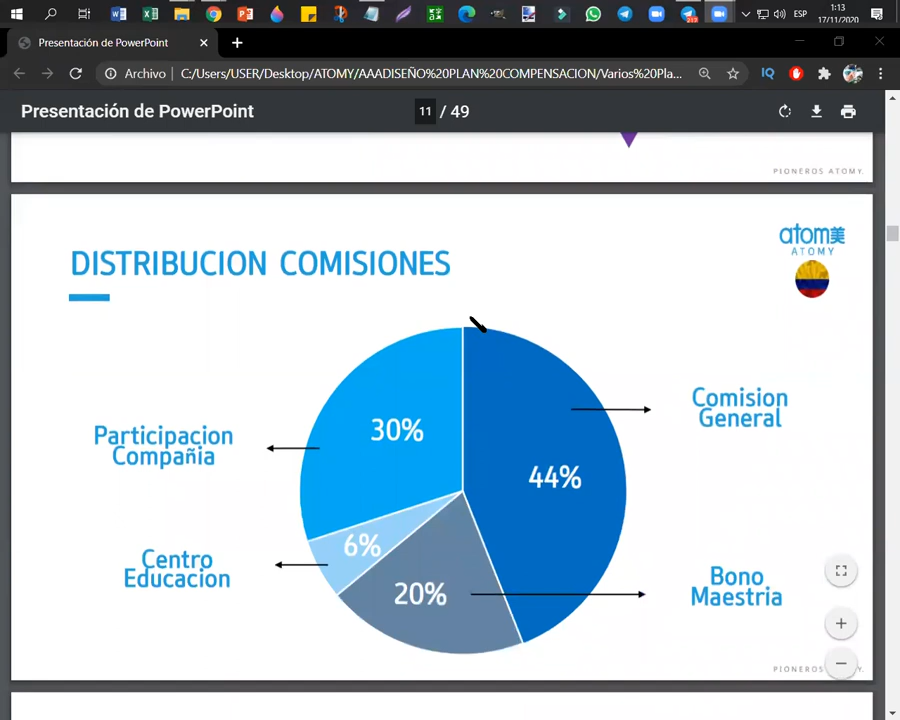 1:13
ESP
17/11/2020
Presentación de PowerPoint
Archivo C:/Users/USER/Desktop/ATOMY/AAADISEÑO%20PLAN%20COMPENSACION/Varios%20Pla...
IQ
Presentación de PowerPoint
11 / 49
PIONEROS ATOMY.
DISTRIBUCION COMISIONES
atom美
ATOMY
30%
44%
6%
20%
Participacion
Compañia
Comision
General
Centro
Educacion
Bono
Maestria
PIONEROS ATOMY.